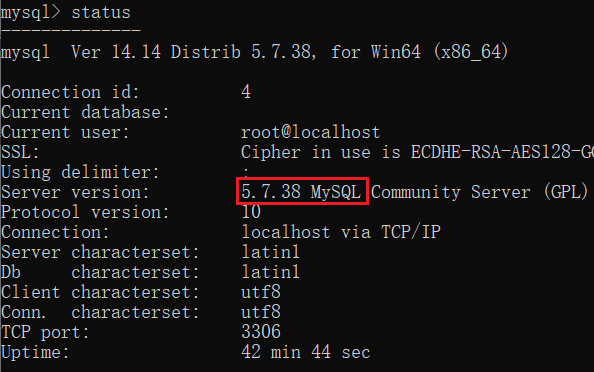 mysql> status
--------------
mysql  Ver 14.14 Distrib 5.7.38, for Win64 (x86_64)
Connection id:          4
Current database:
Current user:           root@localhost
SSL:                    Cipher in use is ECDHE-RSA-AES128-G
Using delimiter:        ;
Server version:         5.7.38 MySQL Community Server (GPL)
Protocol version:       10
Connection:             localhost via TCP/IP
Server characterset:    latin1
Db     characterset:    latin1
Client characterset:    utf8
Conn.  characterset:    utf8
TCP port:               3306
Uptime:                 42 min 44 sec